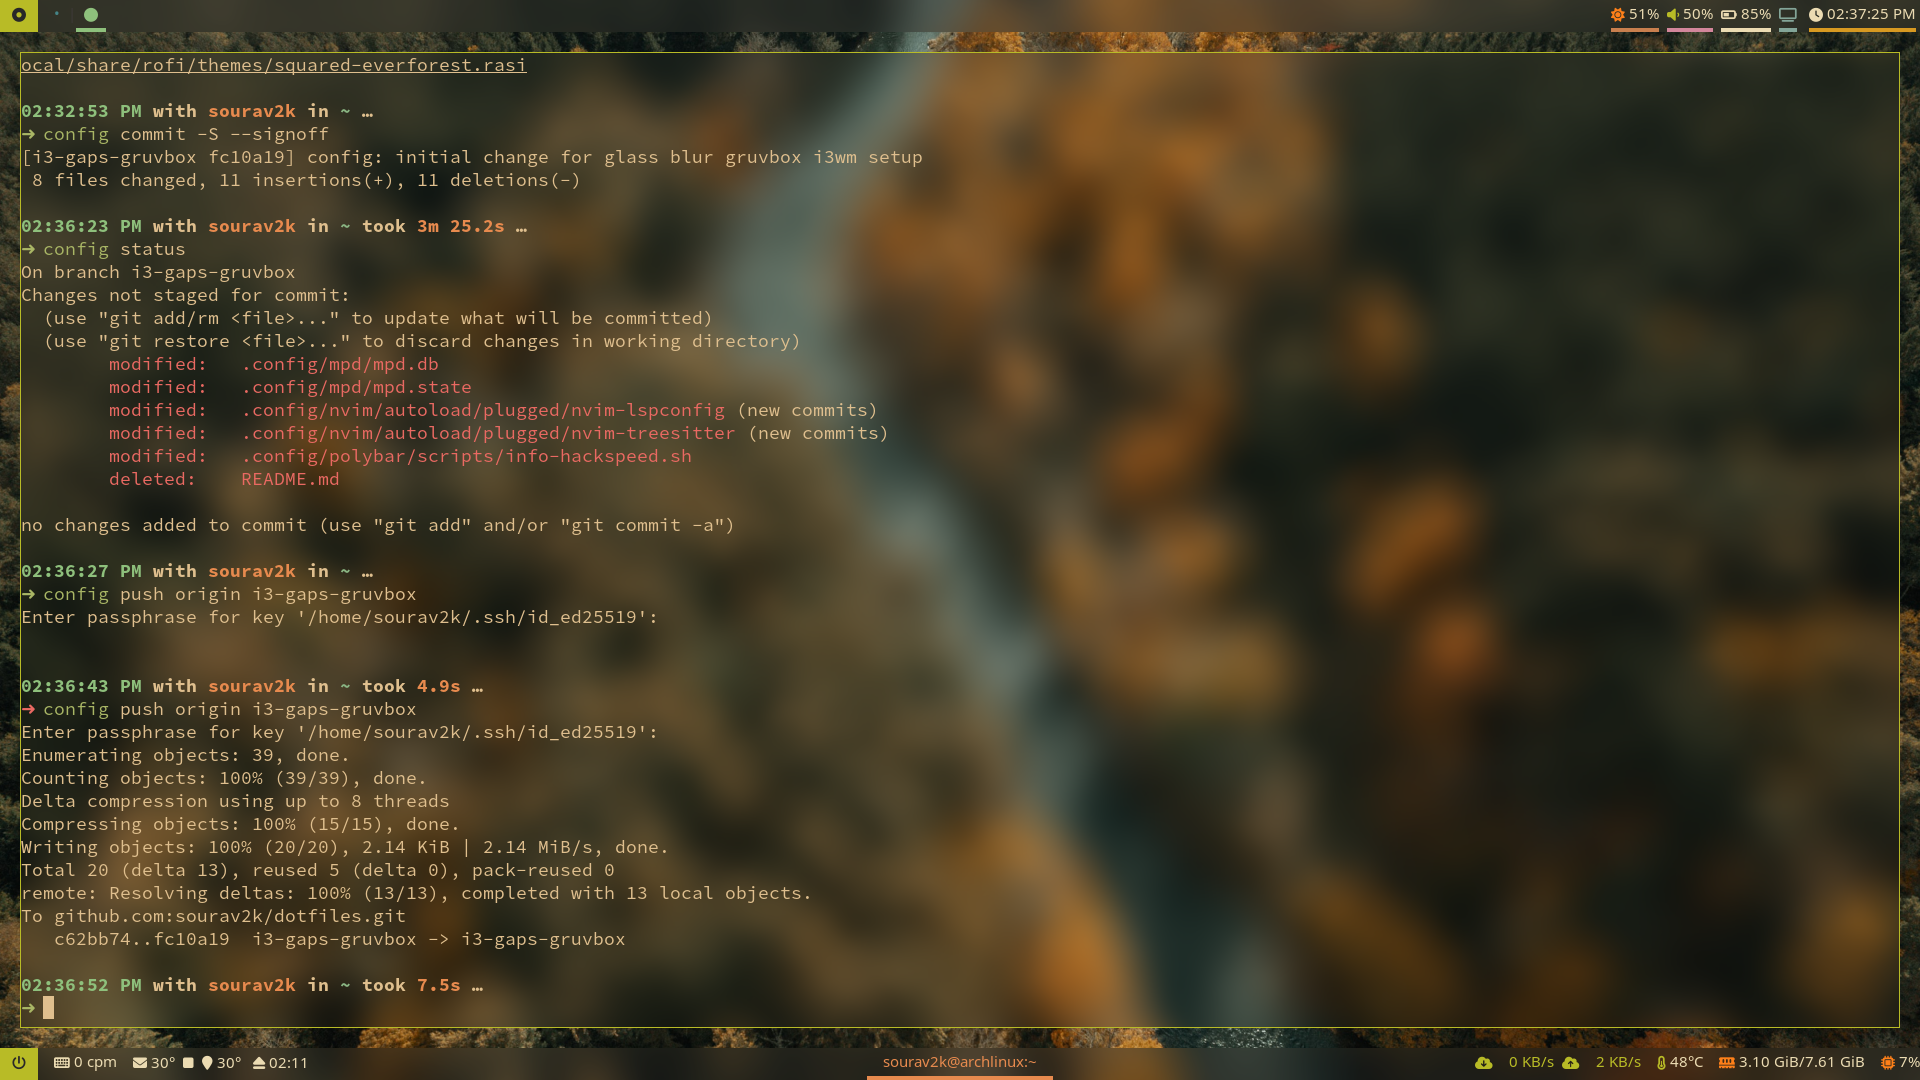 51% 50% 85% 02:37:25 PM
ocal/share/rofi/themes/squared-everforest.rasi
02:32:53 PM with sourav2k in ~ …
➜ config commit -S --signoff
[i3-gaps-gruvbox fc10a19] config: initial change for glass blur gruvbox i3wm setup
8 files changed, 11 insertions(+), 11 deletions(-)
02:36:23 PM with sourav2k in ~ took 3m 25.2s …
➜ config status
On branch i3-gaps-gruvbox
Changes not staged for commit:
(use "git add/rm <file>..." to update what will be committed)
(use "git restore <file>..." to discard changes in working directory)
modified:   .config/mpd/mpd.db
modified:   .config/mpd/mpd.state
modified:   .config/nvim/autoload/plugged/nvim-lspconfig (new commits)
modified:   .config/nvim/autoload/plugged/nvim-treesitter (new commits)
modified:   .config/polybar/scripts/info-hackspeed.sh
deleted:    README.md
no changes added to commit (use "git add" and/or "git commit -a")
02:36:27 PM with sourav2k in ~ …
➜ config push origin i3-gaps-gruvbox
Enter passphrase for key '/home/sourav2k/.ssh/id_ed25519':
02:36:43 PM with sourav2k in ~ took 4.9s …
➜ config push origin i3-gaps-gruvbox
Enter passphrase for key '/home/sourav2k/.ssh/id_ed25519':
Enumerating objects: 39, done.
Counting objects: 100% (39/39), done.
Delta compression using up to 8 threads
Compressing objects: 100% (15/15), done.
Writing objects: 100% (20/20), 2.14 KiB | 2.14 MiB/s, done.
Total 20 (delta 13), reused 5 (delta 0), pack-reused 0
remote: Resolving deltas: 100% (13/13), completed with 13 local objects.
To github.com:sourav2k/dotfiles.git
c62bb74..fc10a19  i3-gaps-gruvbox -> i3-gaps-gruvbox
02:36:52 PM with sourav2k in ~ took 7.5s …
➜
0 cpm 30° 30° 02:11 sourav2k@archlinux:~ 0 KB/s 2 KB/s 48°C 3.10 GiB/7.61 GiB 7%